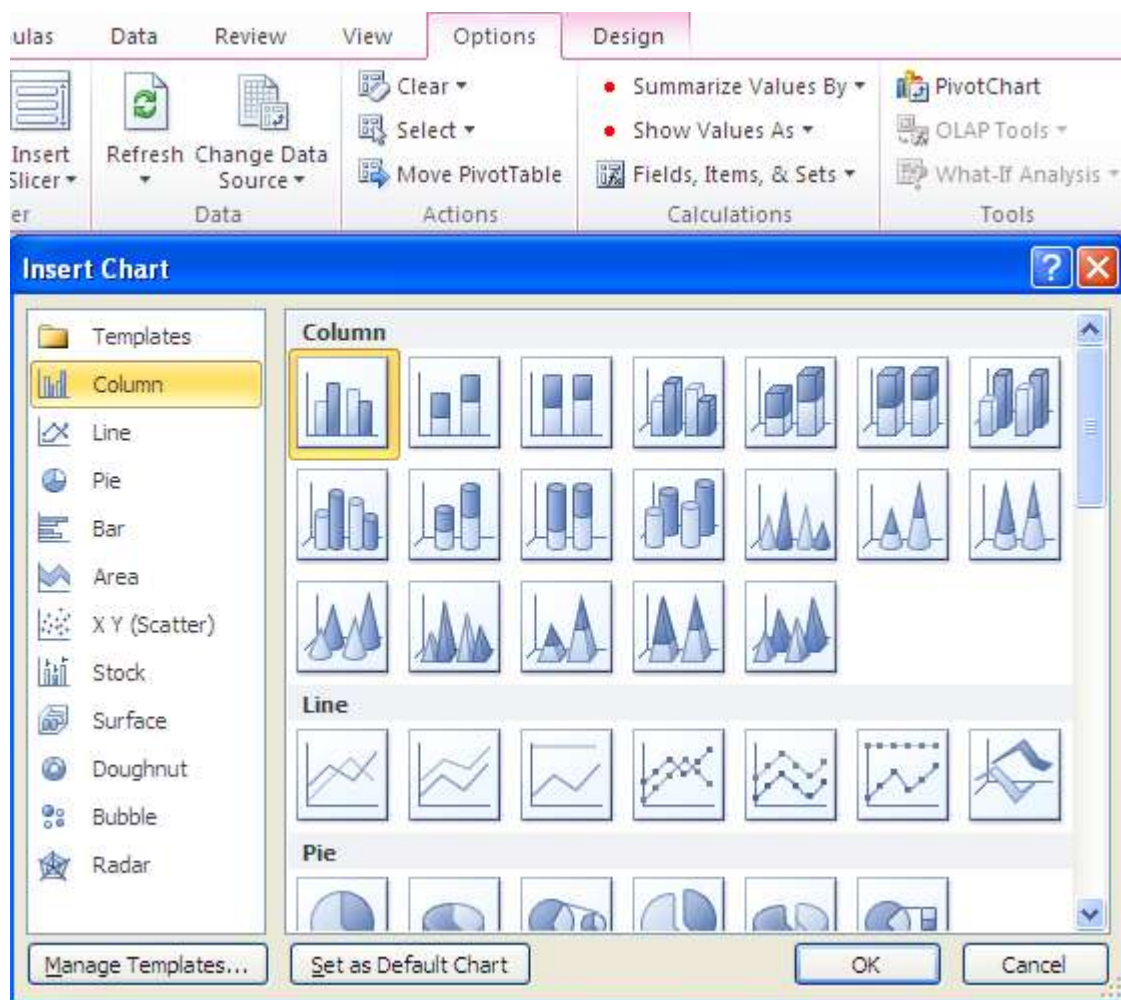 ulas Data Review View Options Design
Clear Summarize Values By PivotChart
Select Show Values As OLAP Tools
Insert Refresh Change Data Move PivotTable Fields, Items, & Sets What-If Analysis
Slicer Source
er Data Actions Calculations Tools
Insert Chart ?
Templates
Column
Line
Pie
Bar
Area
X Y (Scatter)
Stock
Surface
Doughnut
Bubble
Radar
Column
Line
Pie
Manage Templates... Set as Default Chart OK Cancel